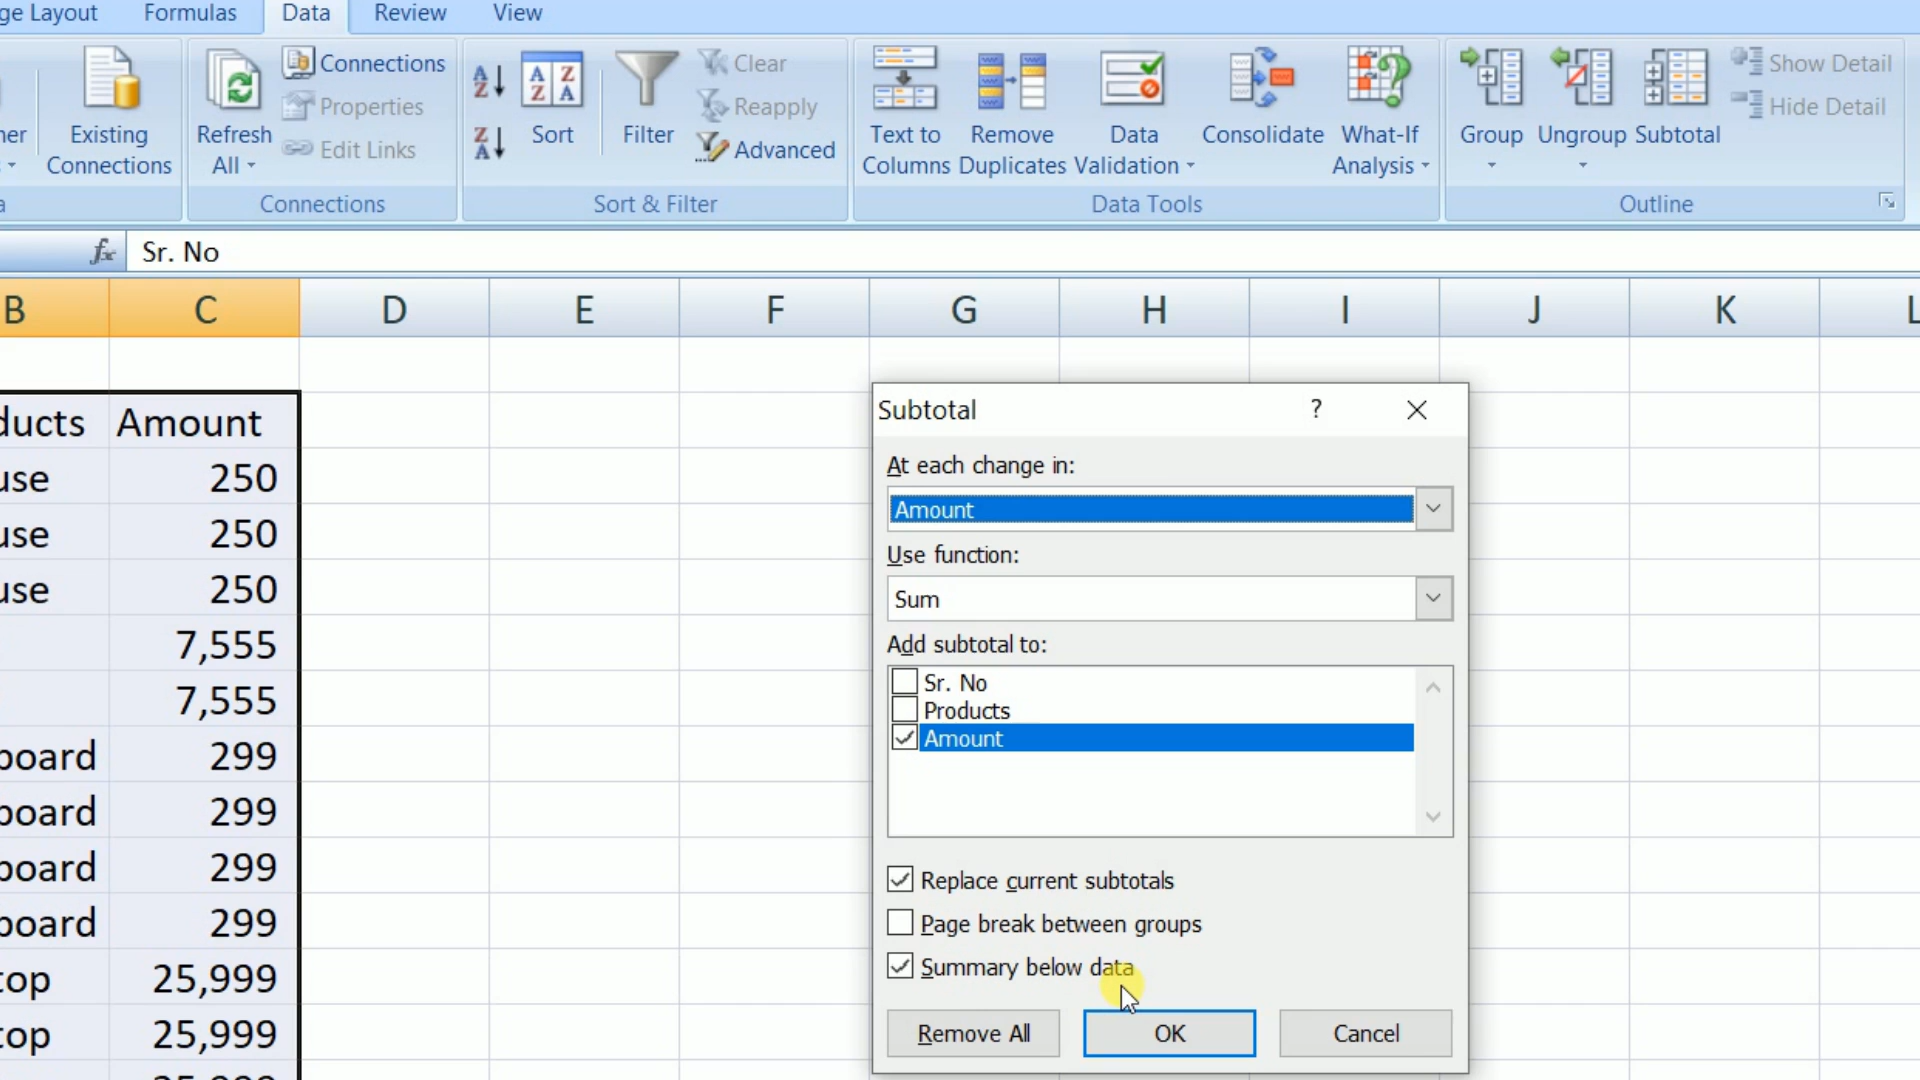 ge Layout Formulas Data Review View
Connections Clear Show Detail
Properties Reapply Hide Detail
Existing Connections Refresh All Edit Links Sort Filter Advanced Text to Columns Remove Duplicates Data Validation Consolidate What-If Analysis Group Ungroup Subtotal
Connections Sort & Filter Data Tools Outline
fx Sr. No
B C D E F G H I J K L
ducts Amount
use 250
use 250
use 250
7,555
7,555
board 299
board 299
board 299
board 299
top 25,999
top 25,999
Subtotal ?
At each change in:
Amount
Use function:
Sum
Add subtotal to:
Sr. No
Products
Amount
Replace current subtotals
Page break between groups
Summary below data
Remove All OK Cancel